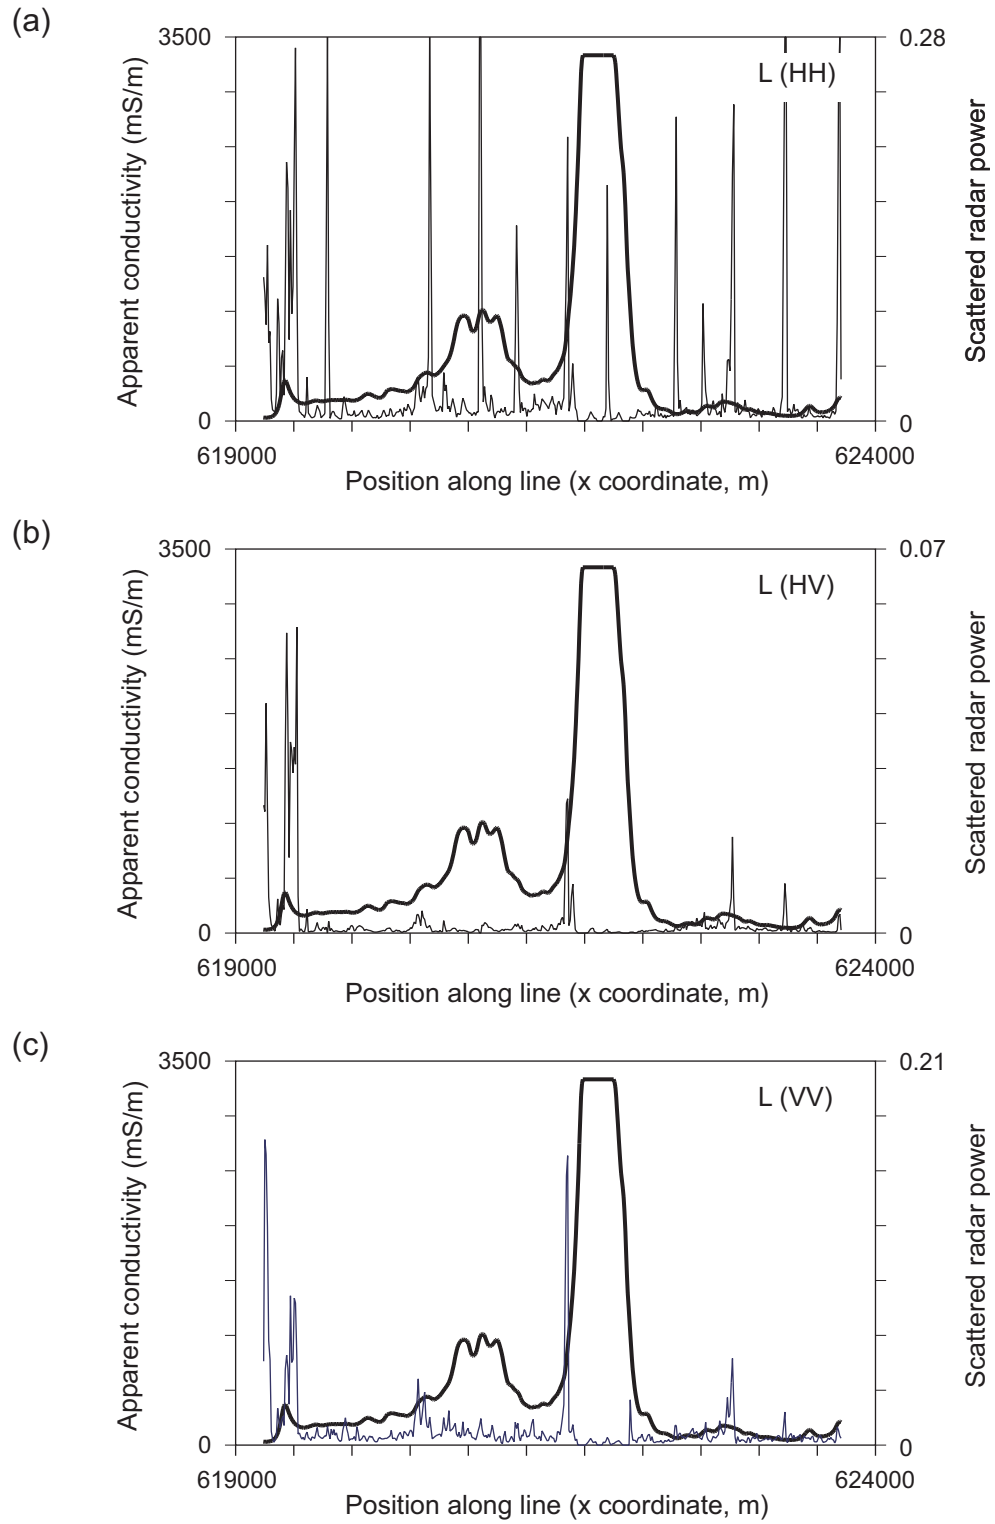 (a)
3500
0.28
L (HH)
Apparent conductivity (mS/m)
Scattered radar power
0
0
619000
624000
Position along line (x coordinate, m)
(b)
3500
0.07
L (HV)
Apparent conductivity (mS/m)
Scattered radar power
0
0
619000
624000
Position along line (x coordinate, m)
(c)
3500
0.21
L (VV)
Apparent conductivity (mS/m)
Scattered radar power
0
0
619000
624000
Position along line (x coordinate, m)